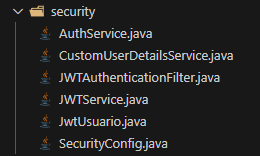 security
AuthService.java
CustomUserDetailsService.java
JWTAuthenticationFilter.java
JWTService.java
JwtUsuario.java
SecurityConfig.java